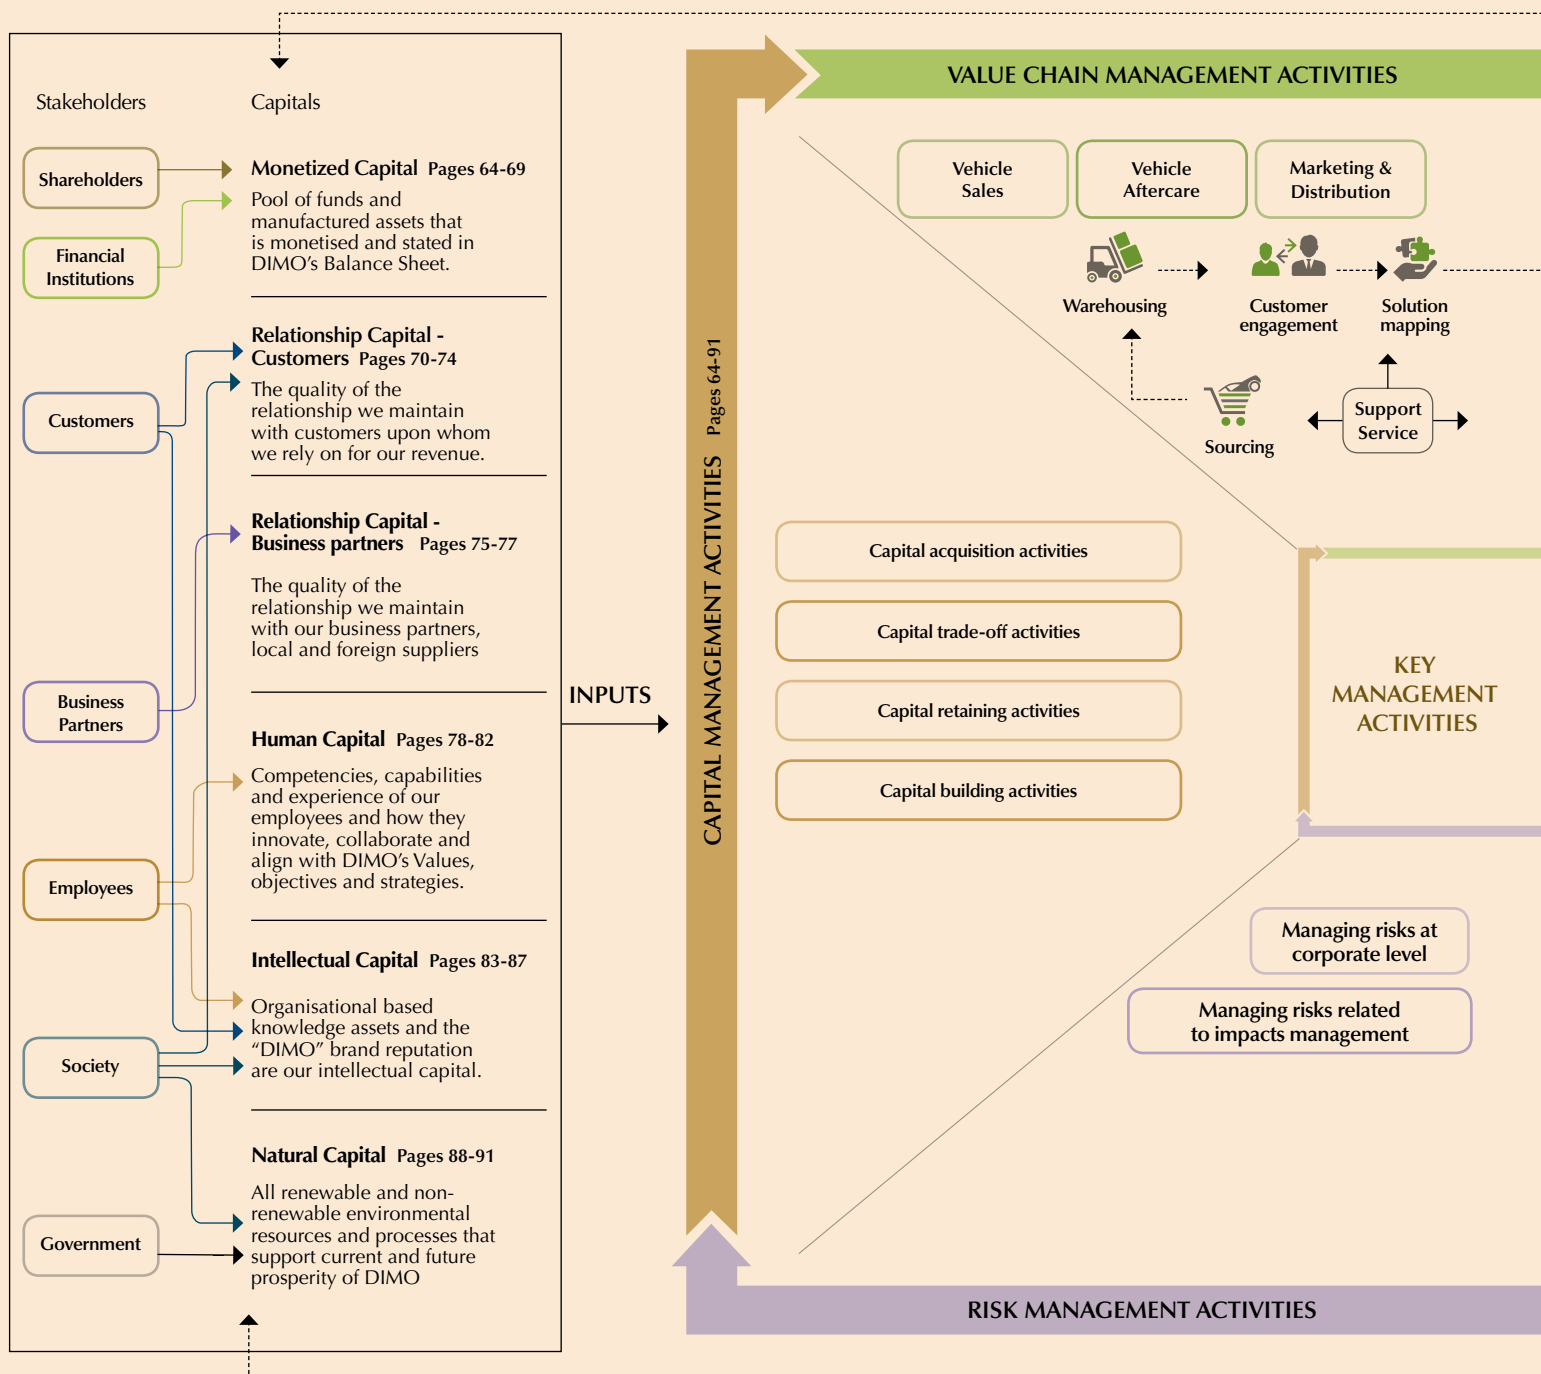 Stakeholders
Capitals
Shareholders
Financial
Institutions
Customers
Business
Partners
Employees
Society
Government
Monetized Capital Pages 64-69
Pool of funds and
manufactured assets that
is monetised and stated in
DIMO’s Balance Sheet.
Relationship Capital -
Customers Pages 70-74
The quality of the
relationship we maintain
with customers upon whom
we rely on for our revenue.
Relationship Capital -
Business partners Pages 75-77
The quality of the
relationship we maintain
with our business partners,
local and foreign suppliers
Human Capital Pages 78-82
Competencies, capabilities
and experience of our
employees and how they
innovate, collaborate and
align with DIMO’s Values,
objectives and strategies.
Intellectual Capital Pages 83-87
Organisational based
knowledge assets and the
“DIMO” brand reputation
are our intellectual capital.
Natural Capital Pages 88-91
All renewable and non-
renewable environmental
resources and processes that
support current and future
prosperity of DIMO
INPUTS
CAPITAL MANAGEMENT ACTIVITIES Pages 64-91
VALUE CHAIN MANAGEMENT ACTIVITIES
Vehicle
Sales
Vehicle
Aftercare
Marketing &
Distribution
Warehousing
Customer
engagement
Solution
mapping
Sourcing
Support
Service
Capital acquisition activities
Capital trade-off activities
Capital retaining activities
Capital building activities
KEY
MANAGEMENT
ACTIVITIES
Managing risks at
corporate level
Managing risks related
to impacts management
RISK MANAGEMENT ACTIVITIES